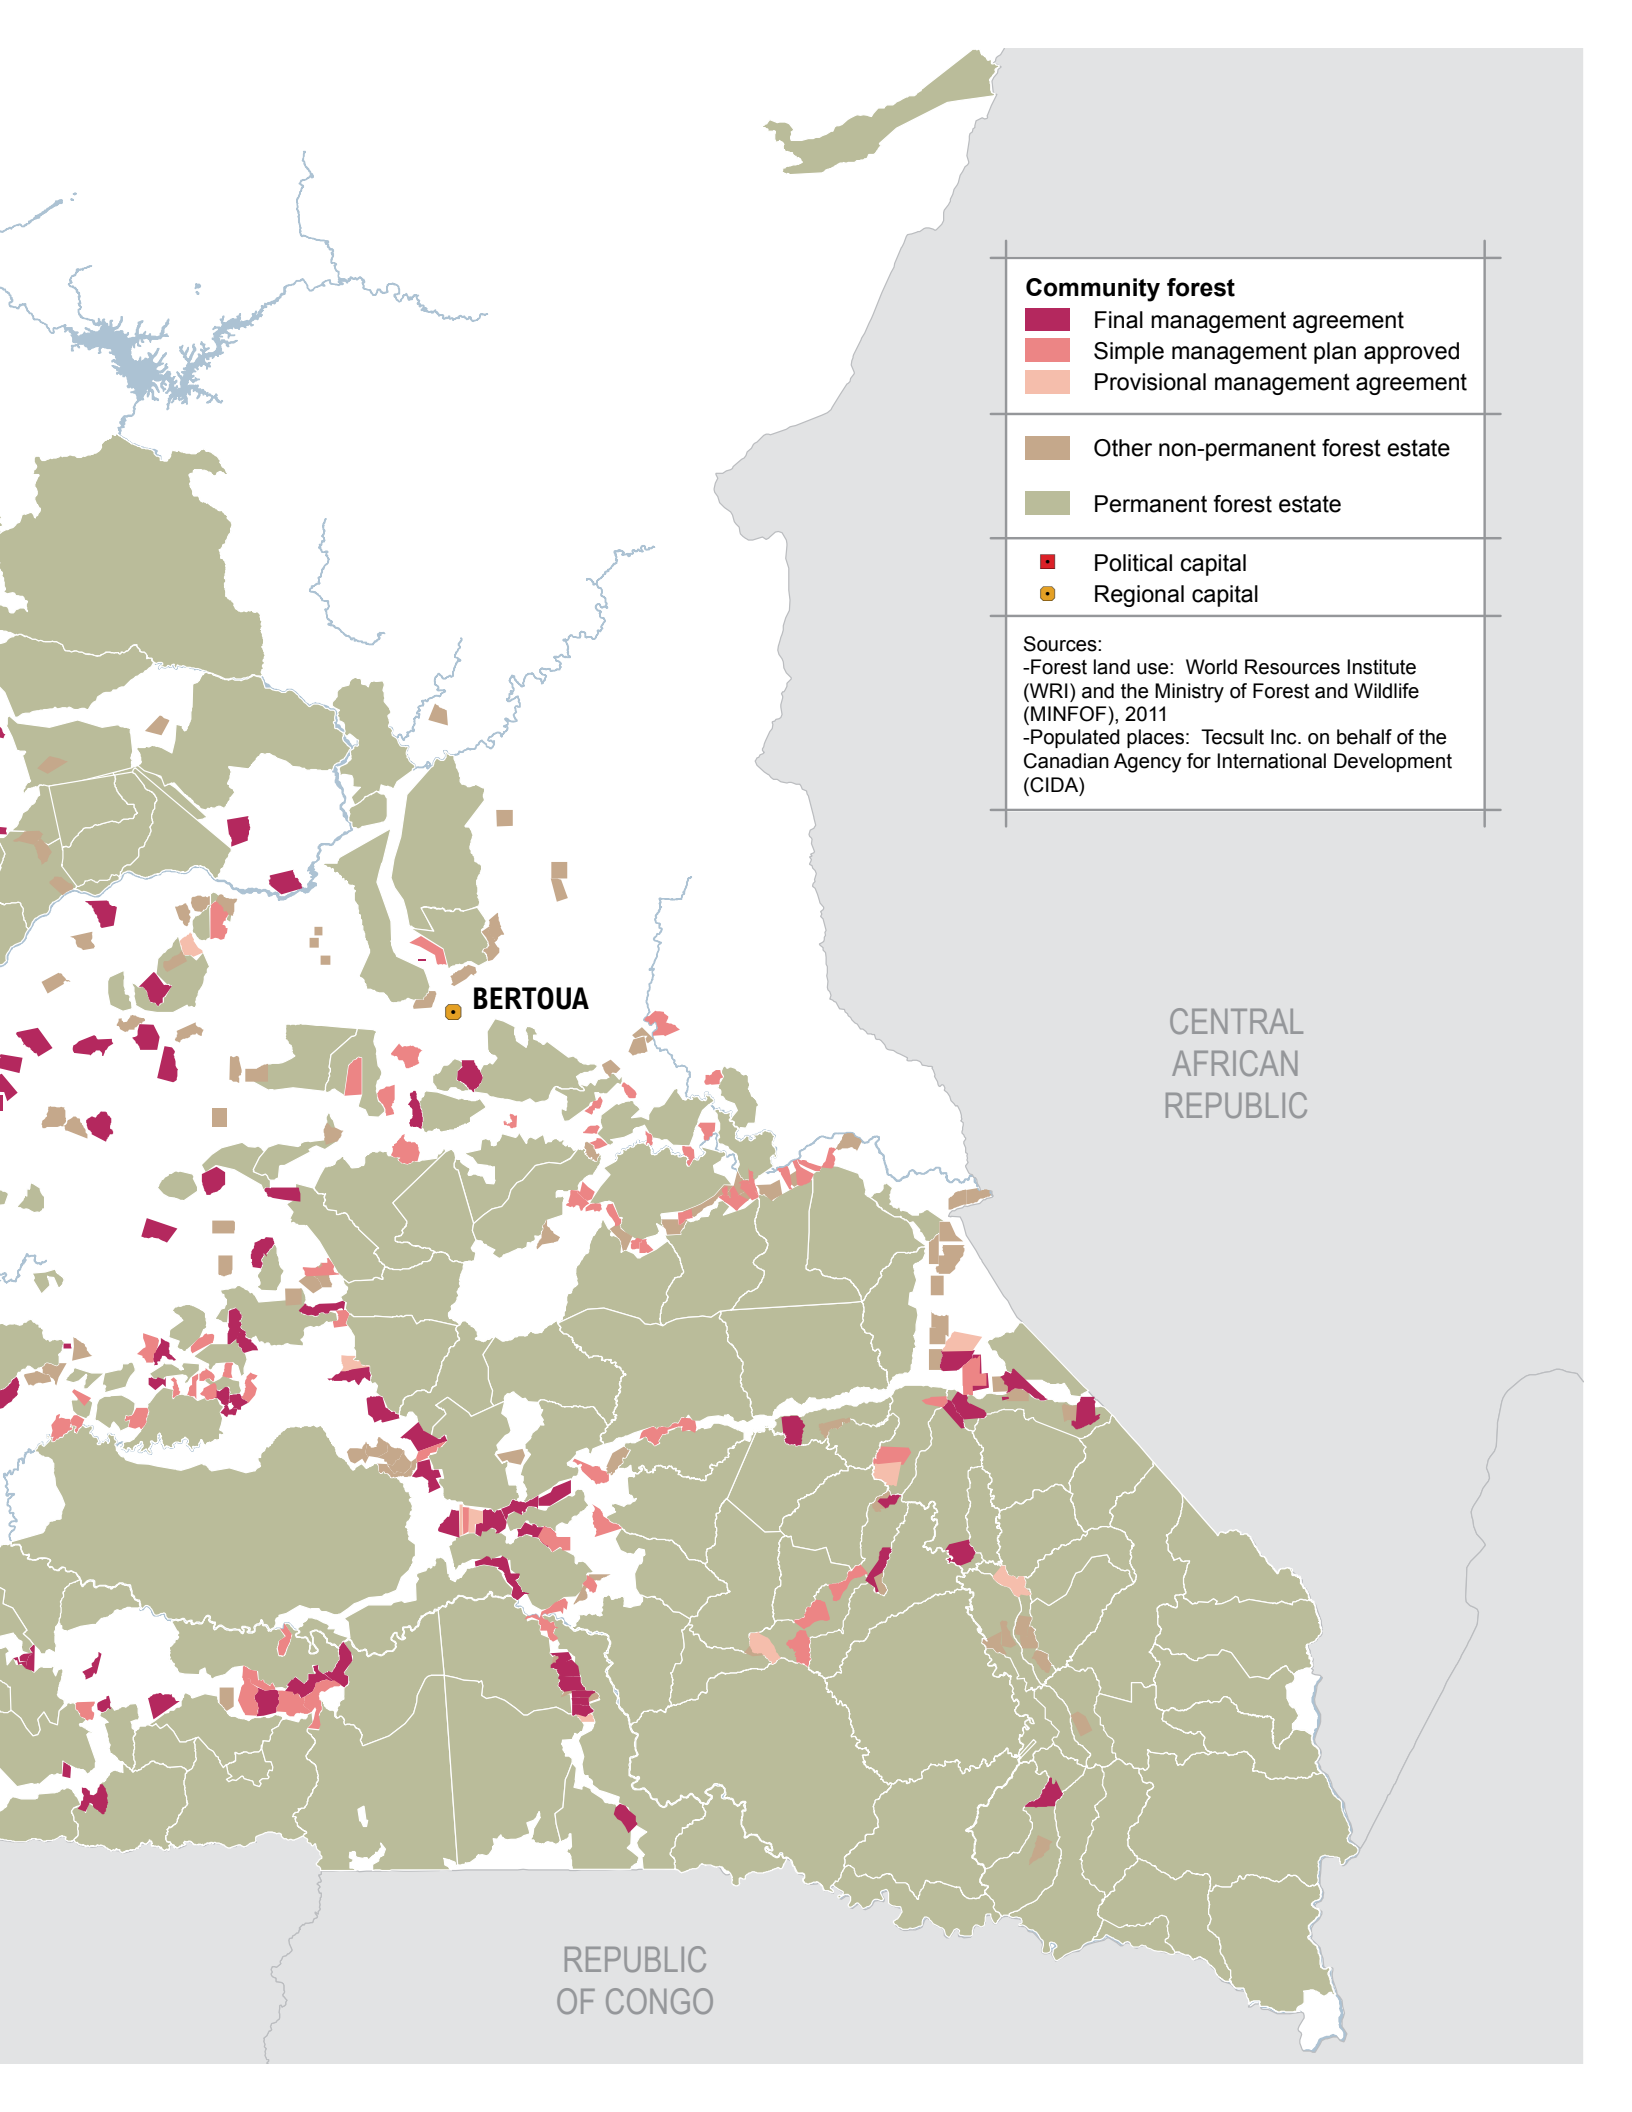 Community forest
Final management agreement
Simple management plan approved
Provisional management agreement
Other non-permanent forest estate
Permanent forest estate
Political capital
Regional capital
Sources:
-Forest land use:  World Resources Institute
(WRI) and the Ministry of Forest and Wildlife
(MINFOF), 2011
-Populated places:  Tecsult Inc. on behalf of the
Canadian Agency for International Development
(CIDA)
BERTOUA
CENTRAL
AFRICAN
REPUBLIC
REPUBLIC
OF CONGO